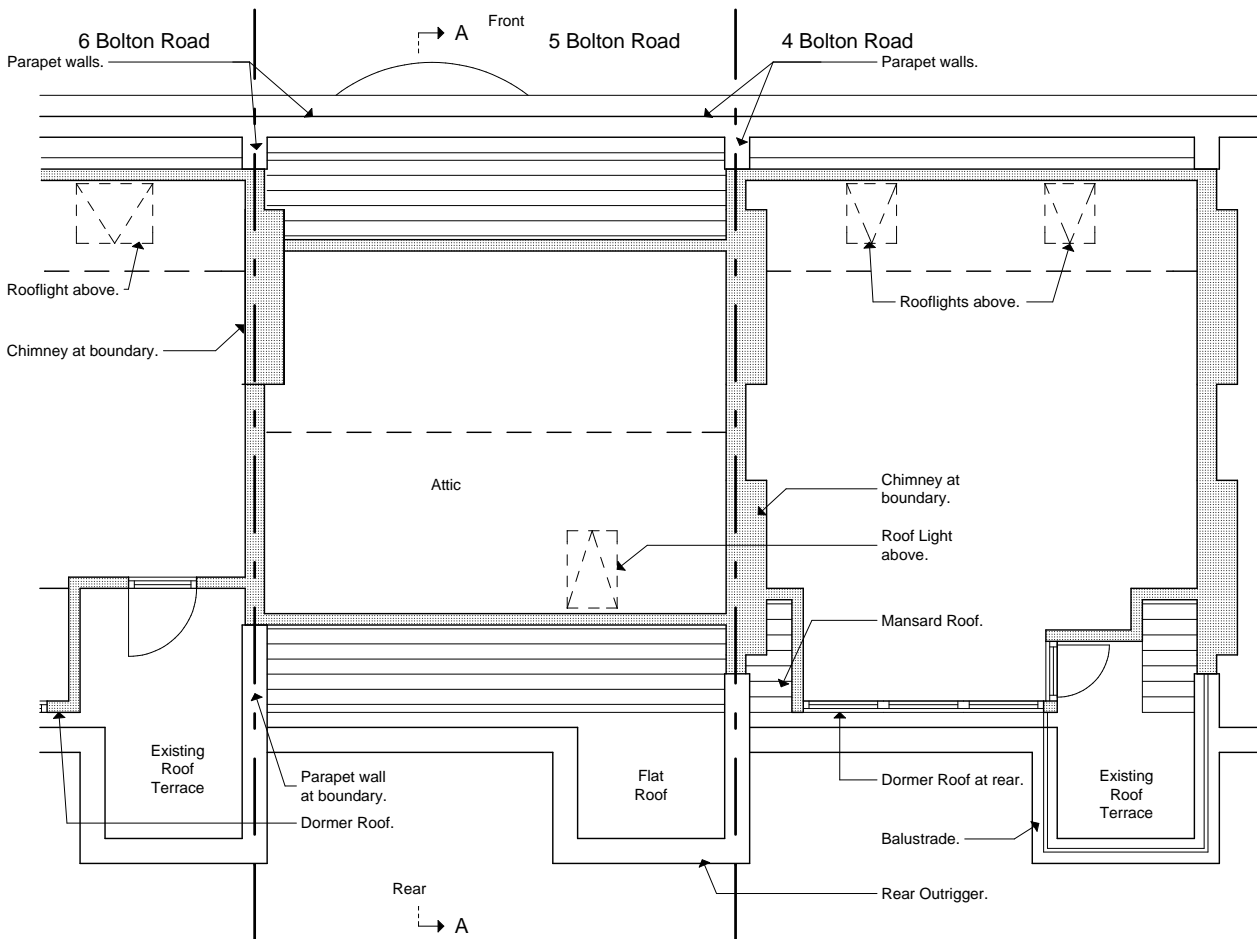 Front
A
6 Bolton Road
5 Bolton Road
4 Bolton Road
Parapet walls.
Parapet walls.
Rooflight above.
Rooflights above.
Chimney at boundary.
Attic
Chimney at
boundary.
Roof Light
above.
Mansard Roof.
Existing
Roof
Terrace
Parapet wall
at boundary.
Dormer Roof.
Flat
Roof
Dormer Roof at rear.
Existing
Roof
Terrace
Balustrade.
Rear
Rear Outrigger.
A